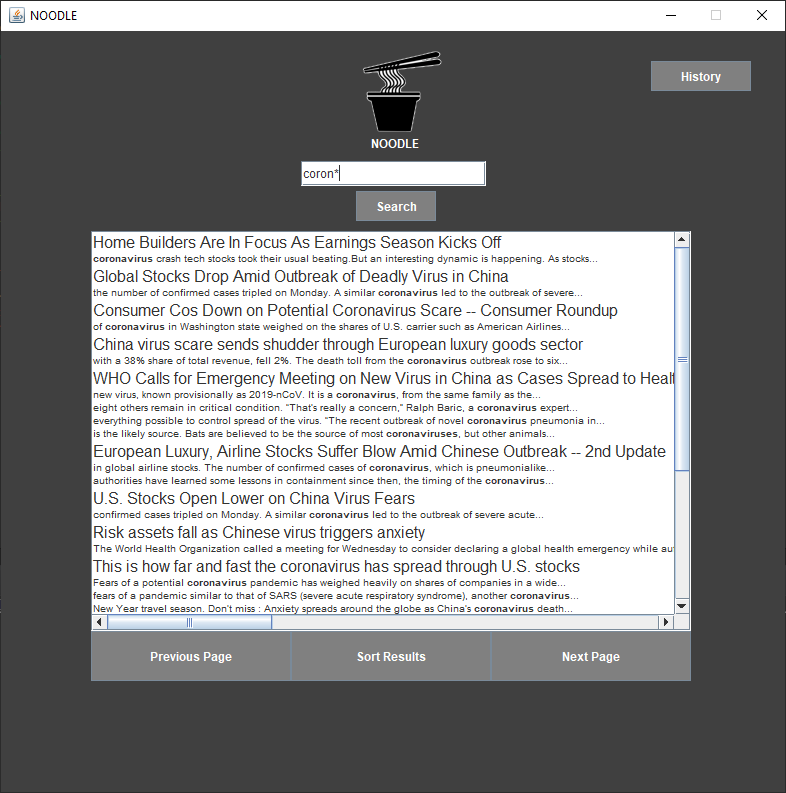 NOODLE
History
NOODLE
coron*
Search
Home Builders Are In Focus As Earnings Season Kicks Off
coronavirus crash tech stocks took their usual beating.But an interesting dynamic is happening. As stocks...
Global Stocks Drop Amid Outbreak of Deadly Virus in China
the number of confirmed cases tripled on Monday. A similar coronavirus led to the outbreak of severe...
Consumer Cos Down on Potential Coronavirus Scare -- Consumer Roundup
of coronavirus in Washington state weighed on the shares of U.S. carrier such as American Airlines...
China virus scare sends shudder through European luxury goods sector
with a 38% share of total revenue, fell 2%. The death toll from the coronavirus outbreak rose to six...
WHO Calls for Emergency Meeting on New Virus in China as Cases Spread to Healt
new virus, known provisionally as 2019-nCoV. It is a coronavirus, from the same family as the...
eight others remain in critical condition. "That's really a concern," Ralph Baric, a coronavirus expert...
everything possible to control spread of the virus. "The recent outbreak of novel coronavirus pneumonia in...
is the likely source. Bats are believed to be the source of most coronaviruses, but other animals...
European Luxury, Airline Stocks Suffer Blow Amid Chinese Outbreak -- 2nd Update
in global airline stocks. The number of confirmed cases of coronavirus, which is pneumonialike...
authorities have learned some lessons in containment since then, the timing of the coronavirus...
U.S. Stocks Open Lower on China Virus Fears
confirmed cases tripled on Monday. A similar coronavirus led to the outbreak of severe acute...
Risk assets fall as Chinese virus triggers anxiety
The World Health Organization called a meeting for Wednesday to consider declaring a global health emergency while aut
This is how far and fast the coronavirus has spread through U.S. stocks
Fears of a potential coronavirus pandemic has weighed heavily on shares of companies in a wide...
fears of a pandemic similar to that of SARS (severe acute respiratory syndrome), another coronavirus...
New Year travel season. Don't miss : Anxiety spreads around the globe as China's coronavirus death...
Previous Page
Sort Results
Next Page